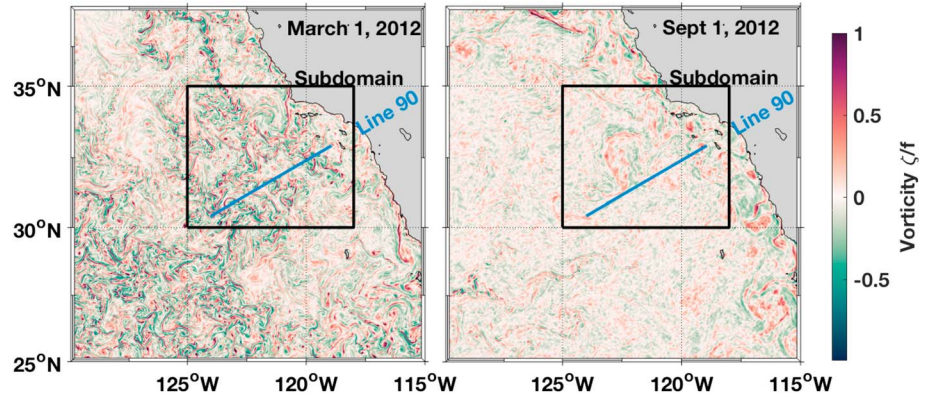 March 1, 2012
Sept 1, 2012
Subdomain
Subdomain
Line 90
Line 90
35°N
30°N
25°N
125°W
120°W
115°W
125°W
120°W
115°W
1
0.5
0
-0.5
-1
Vorticity ζ/f